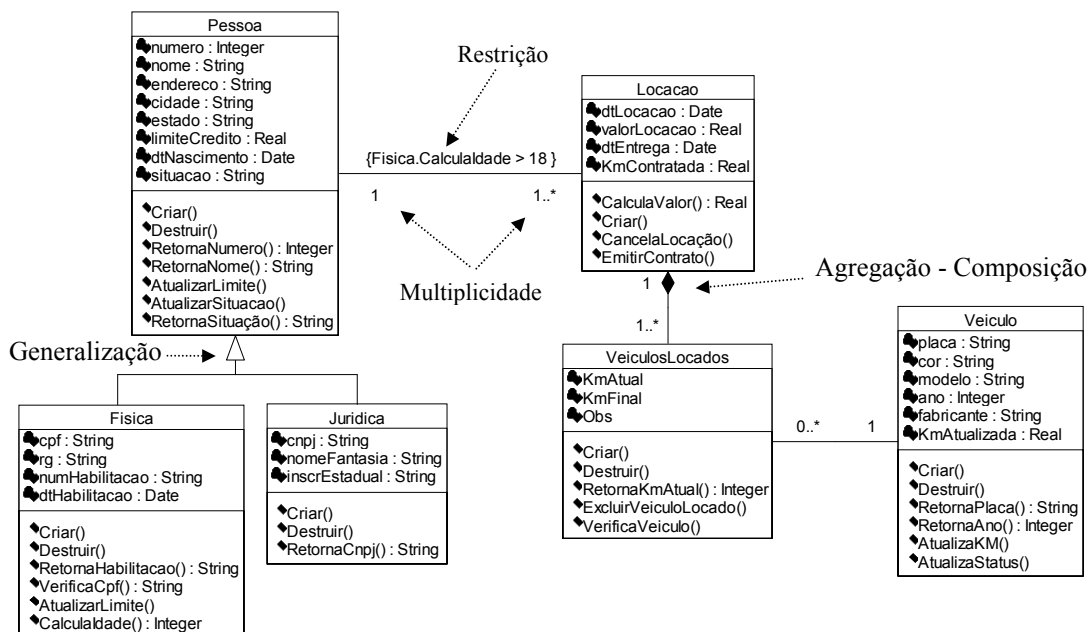 Pessoa
numero : Integer
nome : String
endereco : String
cidade : String
estado : String
limiteCredito : Real
dtNascimento : Date
situacao : String
Criar()
Destruir()
RetornaNumero() : Integer
RetornaNome() : String
AtualizarLimite()
AtualizarSituacao()
RetornaSituação() : String
Restrição
{Fisica.CalculaIdade > 18 }
1
1..*
Multiplicidade
Locacao
dtLocacao : Date
valorLocacao : Real
dtEntrega : Date
KmContratada : Real
CalculaValor() : Real
Criar()
CancelaLocação()
EmitirContrato()
1
Agregação - Composição
1..*
Generalização
Fisica
cpf : String
rg : String
numHabilitacao : String
dtHabilitacao : Date
Criar()
Destruir()
RetornaHabilitacao() : String
VerificaCpf() : String
AtualizarLimite()
CalculaIdade() : Integer
Juridica
cnpj : String
nomeFantasia : String
inscrEstadual : String
Criar()
Destruir()
RetornaCnpj() : String
VeiculosLocados
KmAtual
KmFinal
Obs
Criar()
Destruir()
RetornaKmAtual() : Integer
ExcluirVeiculoLocado()
VerificaVeiculo()
0..*
1
Veiculo
placa : String
cor : String
modelo : String
ano : Integer
fabricante : String
KmAtualizada : Real
Criar()
Destruir()
RetornaPlaca() : String
RetornaAno() : Integer
AtualizaKM()
AtualizaStatus()